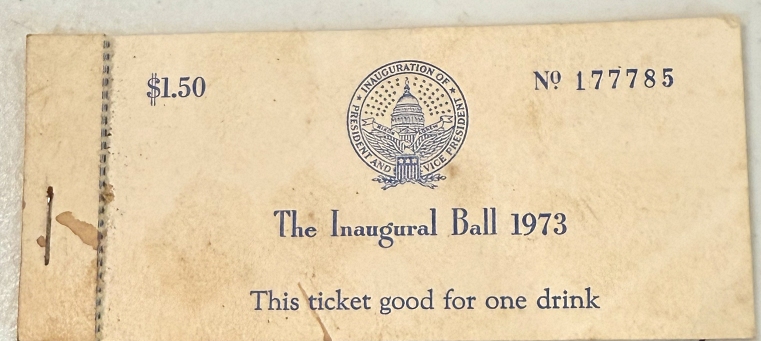 $1.50
INAUGURATION OF
PRESIDENT AND VICE PRESIDENT
Nº 177785
The Inaugural Ball 1973
This ticket good for one drink